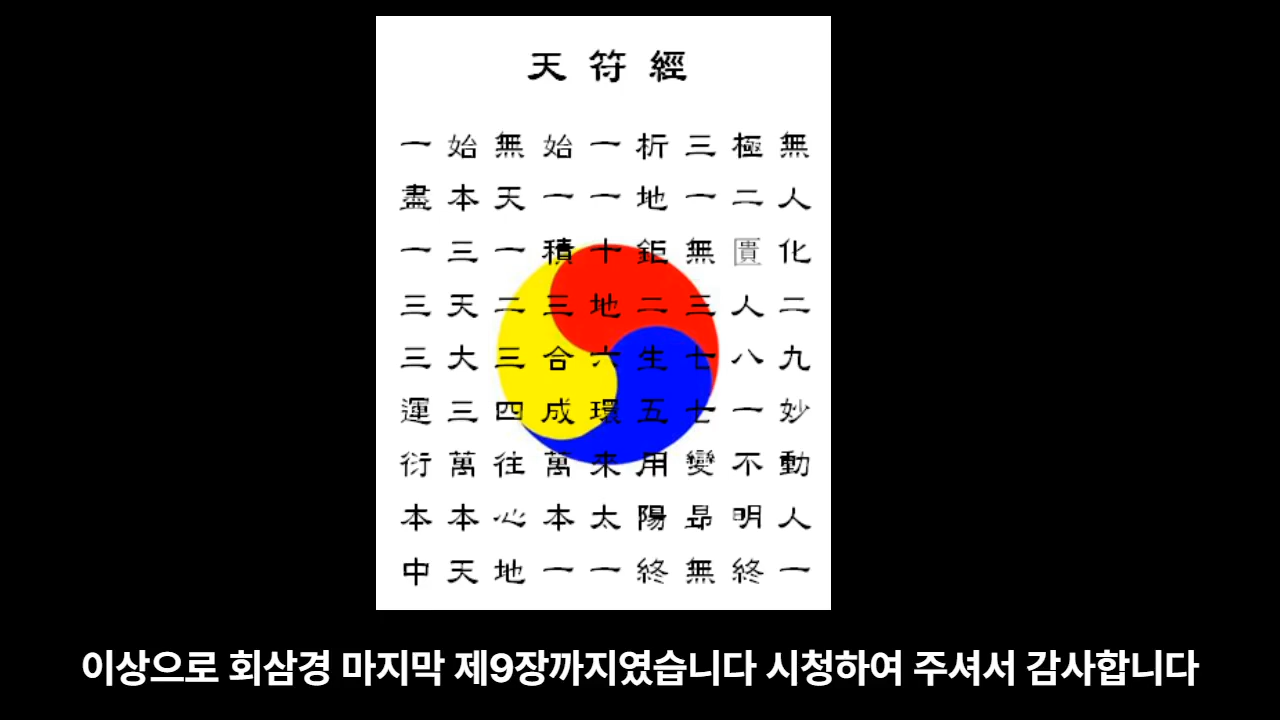 天符經
一始無始一析三極無
盡本天一一地一二人
一三一積十鉅無匱化
三天二三地二三人二
三大三合六生七八九
運三四成環五七一妙
衍萬往萬來用變不動
本本心本太陽昻明人
中天地一一終無終一
이상으로 회삼경 마지막 제9장까지였습니다 시청하여 주셔서 감사합니다